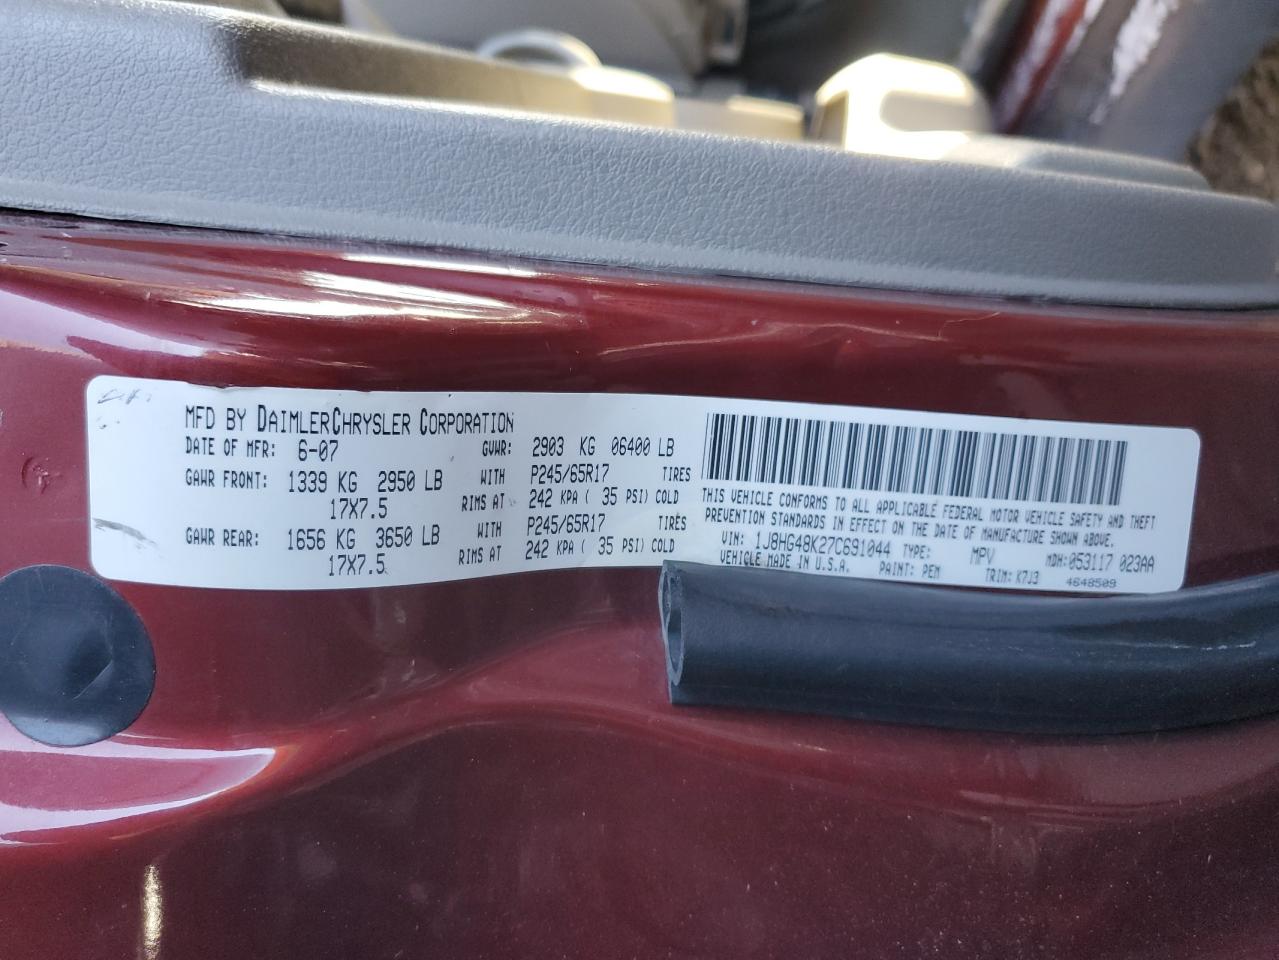 MFD BY DAIMLERCHRYSLER CORPORATION
DATE OF MFR: 6-07 GVWR: 2903 KG 06400 LB
GAWR FRONT: 1339 KG 2950 LB WITH P245/65R17 TIRES
17X7.5 RIMS AT 242 KPA ( 35 PSI) COLD
GAWR REAR: 1656 KG 3650 LB WITH P245/65R17 TIRES
17X7.5 RIMS AT 242 KPA ( 35 PSI) COLD
THIS VEHICLE CONFORMS TO ALL APPLICABLE FEDERAL MOTOR VEHICLE SAFETY AND THEFT
PREVENTION STANDARDS IN EFFECT ON THE DATE OF MANUFACTURE SHOWN ABOVE.
VIN: 1J8HG48K27C691044 TYPE: MPV MDH: 053117 023AA
VEHICLE MADE IN U.S.A. PAINT: PEM TRIM: K7J3 4648509